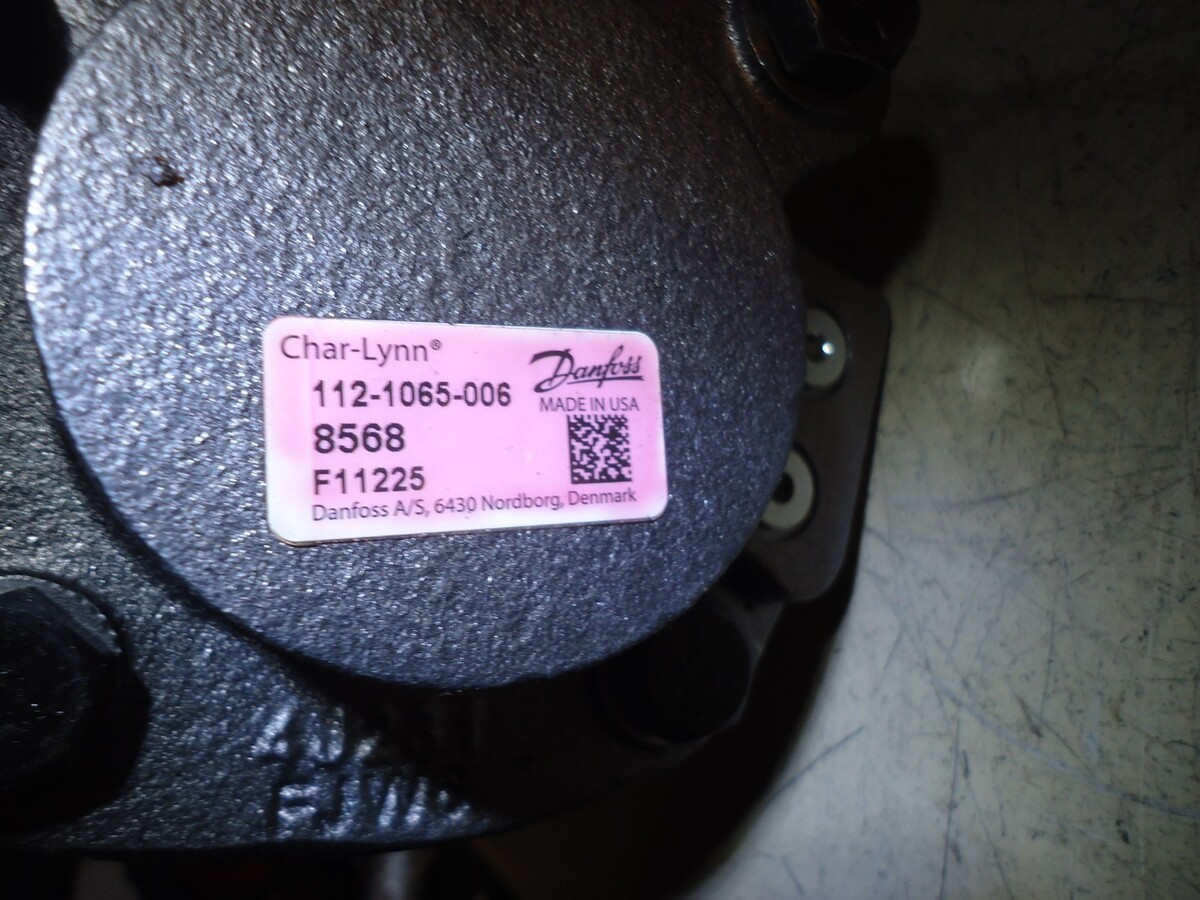 Char-Lynn®
Danfoss
112-1065-006
MADE IN USA
8568
F11225
Danfoss A/S, 6430 Nordborg, Denmark